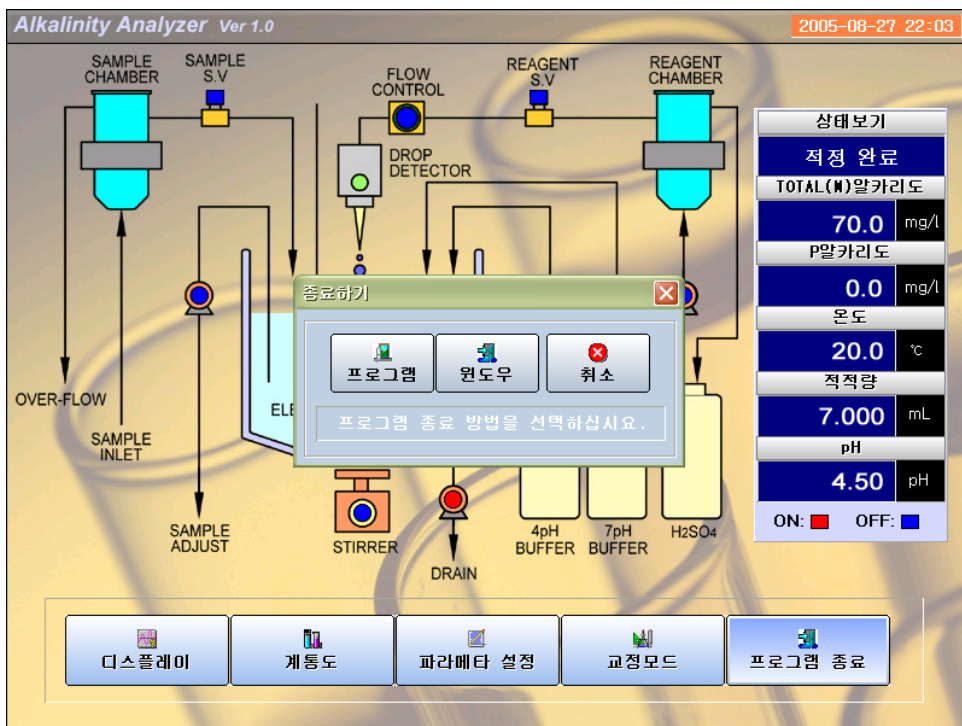 Alkalinity Analyzer Ver 1.0
2005-08-27 22:03
SAMPLE
CHAMBER
SAMPLE
S.V
FLOW
CONTROL
REAGENT
S.V
REAGENT
CHAMBER
DROP
DETECTOR
상태보기
적정 완료
TOTAL(M)알카리도
70.0 mg/l
P알카리도
0.0 mg/l
온도
20.0 ℃
적적량
7.000 mL
pH
4.50 pH
ON: OFF:
종료하기
프로그램
윈도우
취소
프로그램 종료 방법을 선택하십시요.
OVER-FLOW
SAMPLE
INLET
SAMPLE
ADJUST
STIRRER
DRAIN
4pH
BUFFER
7pH
BUFFER
H2SO4
디스플레이
계통도
파라메타 설정
교정모드
프로그램 종료